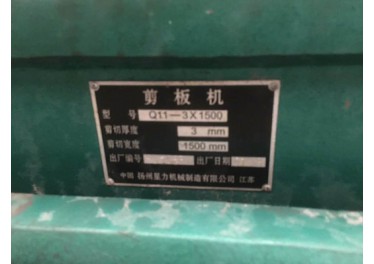 剪板机
型号 Q11—3X1500
剪切厚度 3 mm
剪切宽度 1500 mm
出厂编号 出厂日期
中国 扬州星力机械制造有限公司 江苏